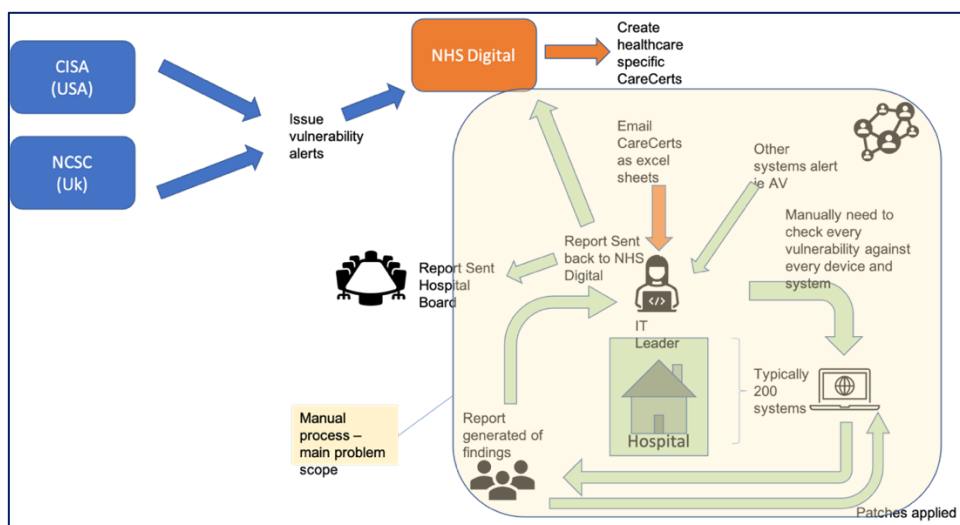 CISA
(USA)
NCSC
(Uk)
Issue
vulnerability
alerts
NHS Digital
Create
healthcare
specific
CareCerts
Email
CareCerts
as excel
sheets
Other
systems alert
ie AV
Manually need to
check every
vulnerability against
every device and
system
Report Sent
back to NHS
Digital
Report Sent
Hospital
Board
IT
Leader
Hospital
Typically
200
systems
Manual
process –
main problem
scope
Report
generated of
findings
Patches applied